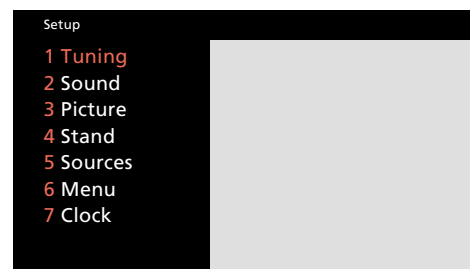 Setup
1 Tuning
2 Sound
3 Picture
4 Stand
5 Sources
6 Menu
7 Clock